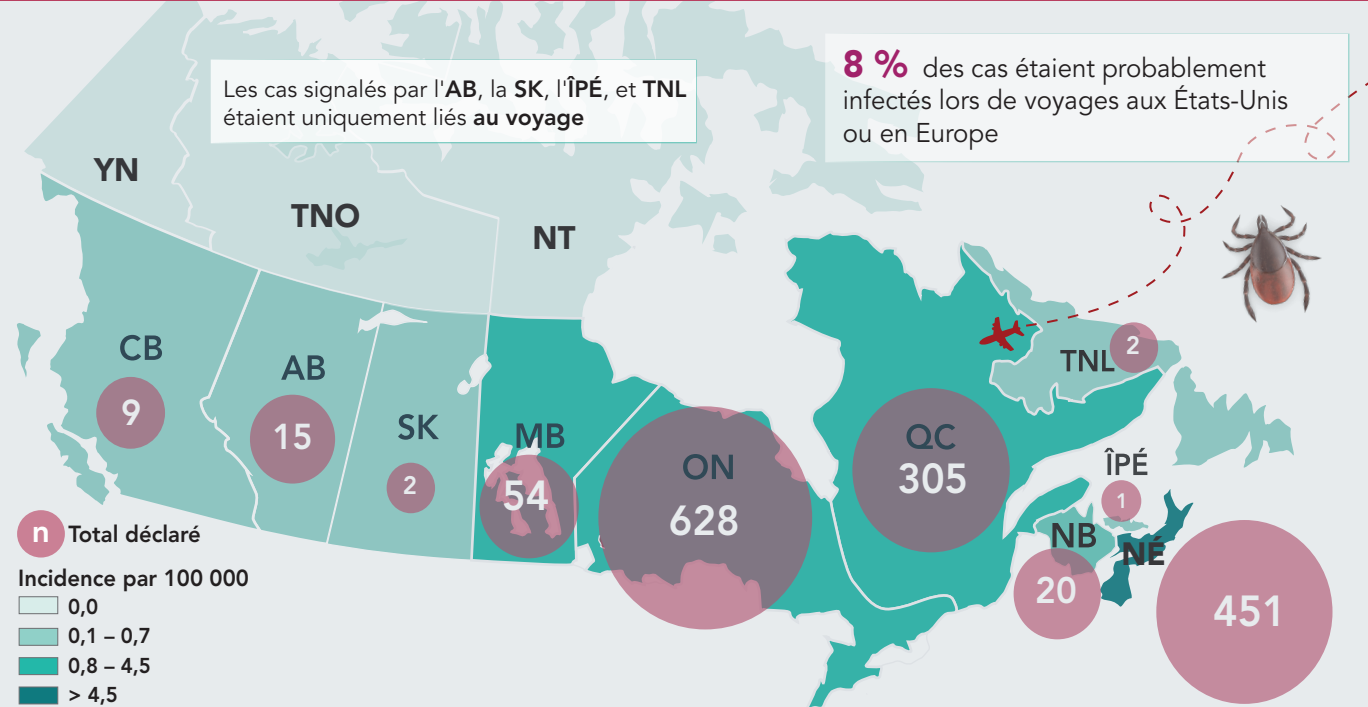 Les cas signalés par l'AB, la SK, l'ÎPÉ, et TNL
étaient uniquement liés au voyage
8 % des cas étaient probablement
infectés lors de voyages aux États-Unis
ou en Europe
YN
TNO
NT
CB
9
AB
15
SK
2
MB
54
ON
628
QC
305
TNL
2
ÎPÉ
1
NB
20
NÉ
451
n Total déclaré
Incidence par 100 000
0,0
0,1 – 0,7
0,8 – 4,5
> 4,5